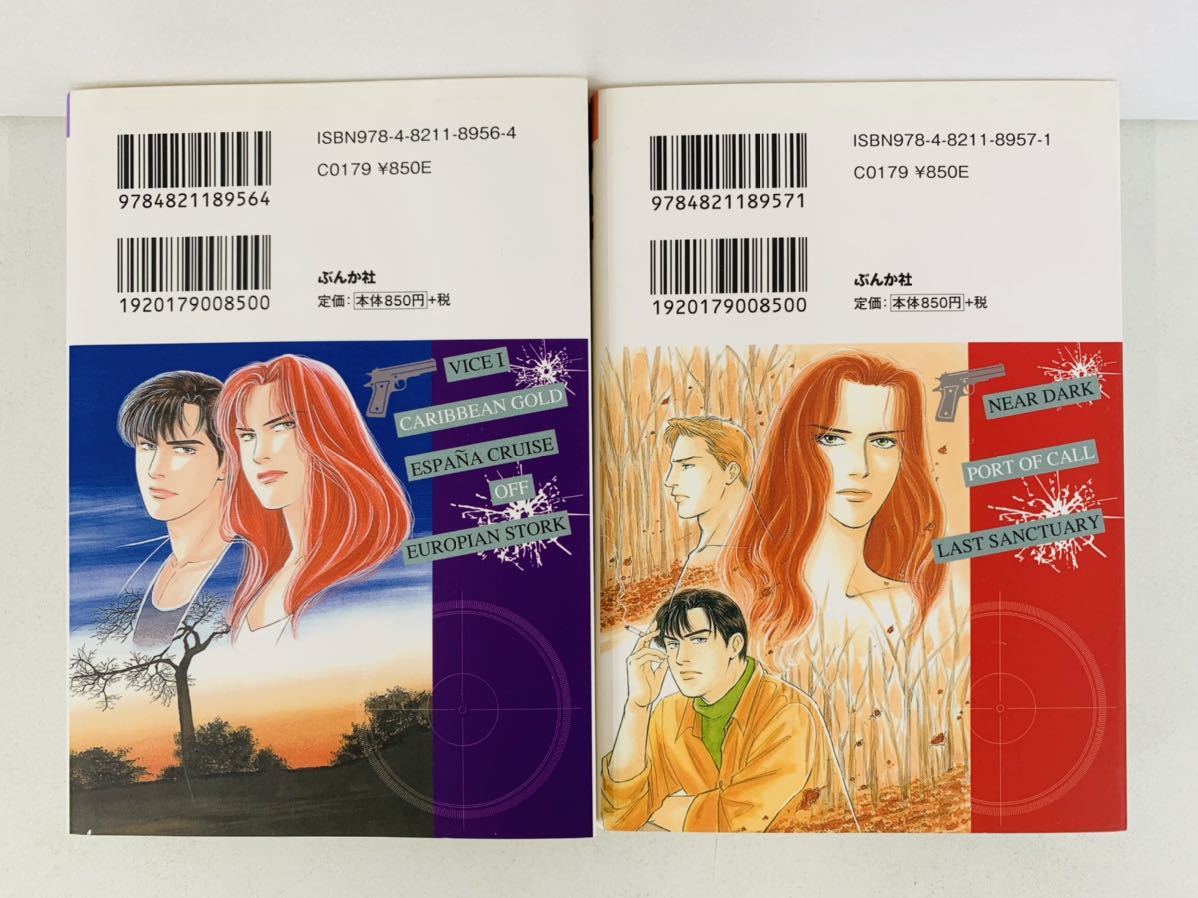 ISBN978-4-8211-8956-4
C0179 ¥850E
9784821189564
1920179008500
ぶんか社
定価：本体850円+税
VICE I
CARIBBEAN GOLD
ESPAÑA CRUISE
OFF
EUROPIAN STORK
ISBN978-4-8211-8957-1
C0179 ¥850E
9784821189571
1920179008500
ぶんか社
定価：本体850円+税
NEAR DARK
PORT OF CALL
LAST SANCTUARY